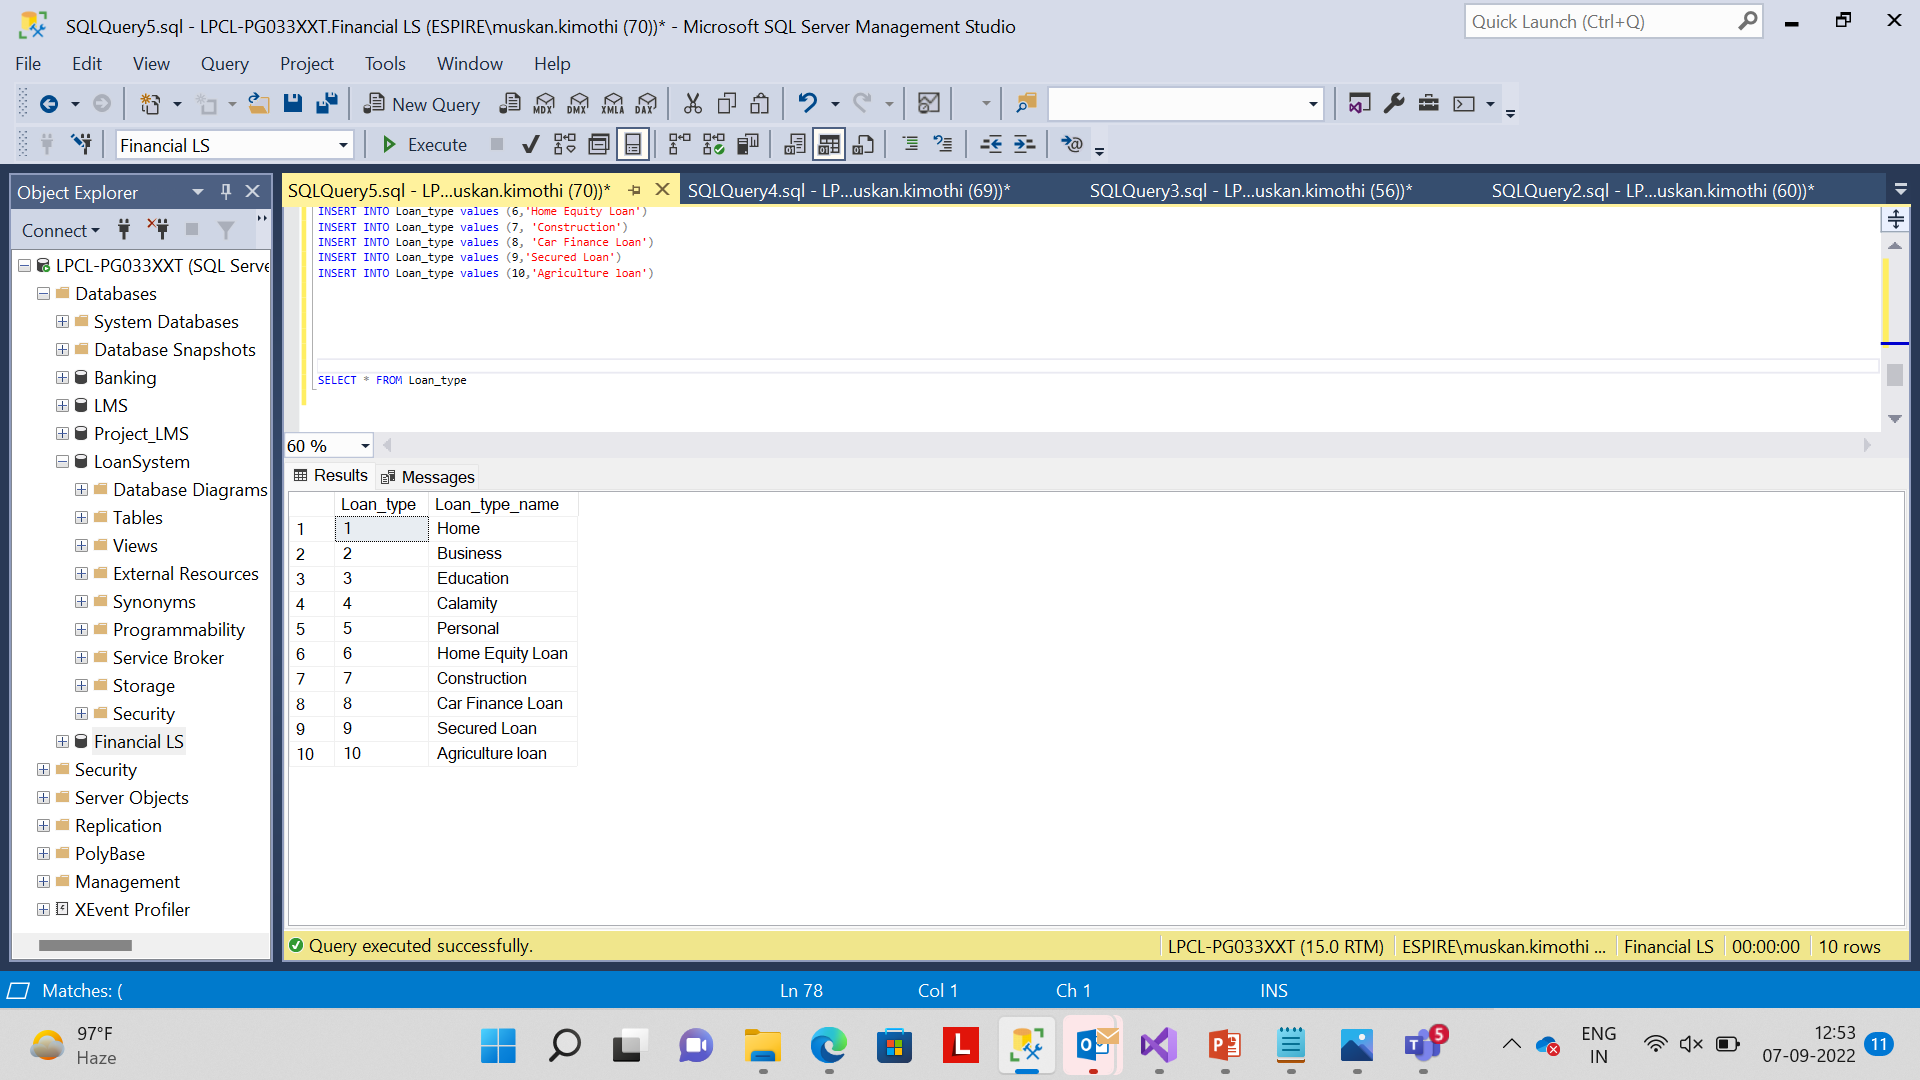 SQLQuery5.sql - LPCL-PG033XXT.Financial LS (ESPIRE\muskan.kimothi (70))* - Microsoft SQL Server Management Studio
Quick Launch (Ctrl+Q)
File Edit View Query Project Tools Window Help
New Query MDX DMX XMLA DAX
Financial LS Execute
Object Explorer
Connect
LPCL-PG033XXT (SQL Serve
Databases
System Databases
Database Snapshots
Banking
LMS
Project_LMS
LoanSystem
Database Diagrams
Tables
Views
External Resources
Synonyms
Programmability
Service Broker
Storage
Security
Financial LS
Security
Server Objects
Replication
PolyBase
Management
XEvent Profiler
SQLQuery5.sql - LP...uskan.kimothi (70))* SQLQuery4.sql - LP...uskan.kimothi (69))* SQLQuery3.sql - LP...uskan.kimothi (56))* SQLQuery2.sql - LP...uskan.kimothi (60))*
INSERT INTO Loan_type values (6,'Home Equity Loan')
INSERT INTO Loan_type values (7, 'Construction')
INSERT INTO Loan_type values (8, 'Car Finance Loan')
INSERT INTO Loan_type values (9,'Secured Loan')
INSERT INTO Loan_type values (10,'Agriculture loan')
SELECT * FROM Loan_type
60 %
Results Messages
Loan_type Loan_type_name
1 1 Home
2 2 Business
3 3 Education
4 4 Calamity
5 5 Personal
6 6 Home Equity Loan
7 7 Construction
8 8 Car Finance Loan
9 9 Secured Loan
10 10 Agriculture loan
Query executed successfully. LPCL-PG033XXT (15.0 RTM) ESPIRE\muskan.kimothi ... Financial LS 00:00:00 10 rows
Matches: ( Ln 78 Col 1 Ch 1 INS
97°F
Haze
L
5
ENG
IN
12:53
07-09-2022
11